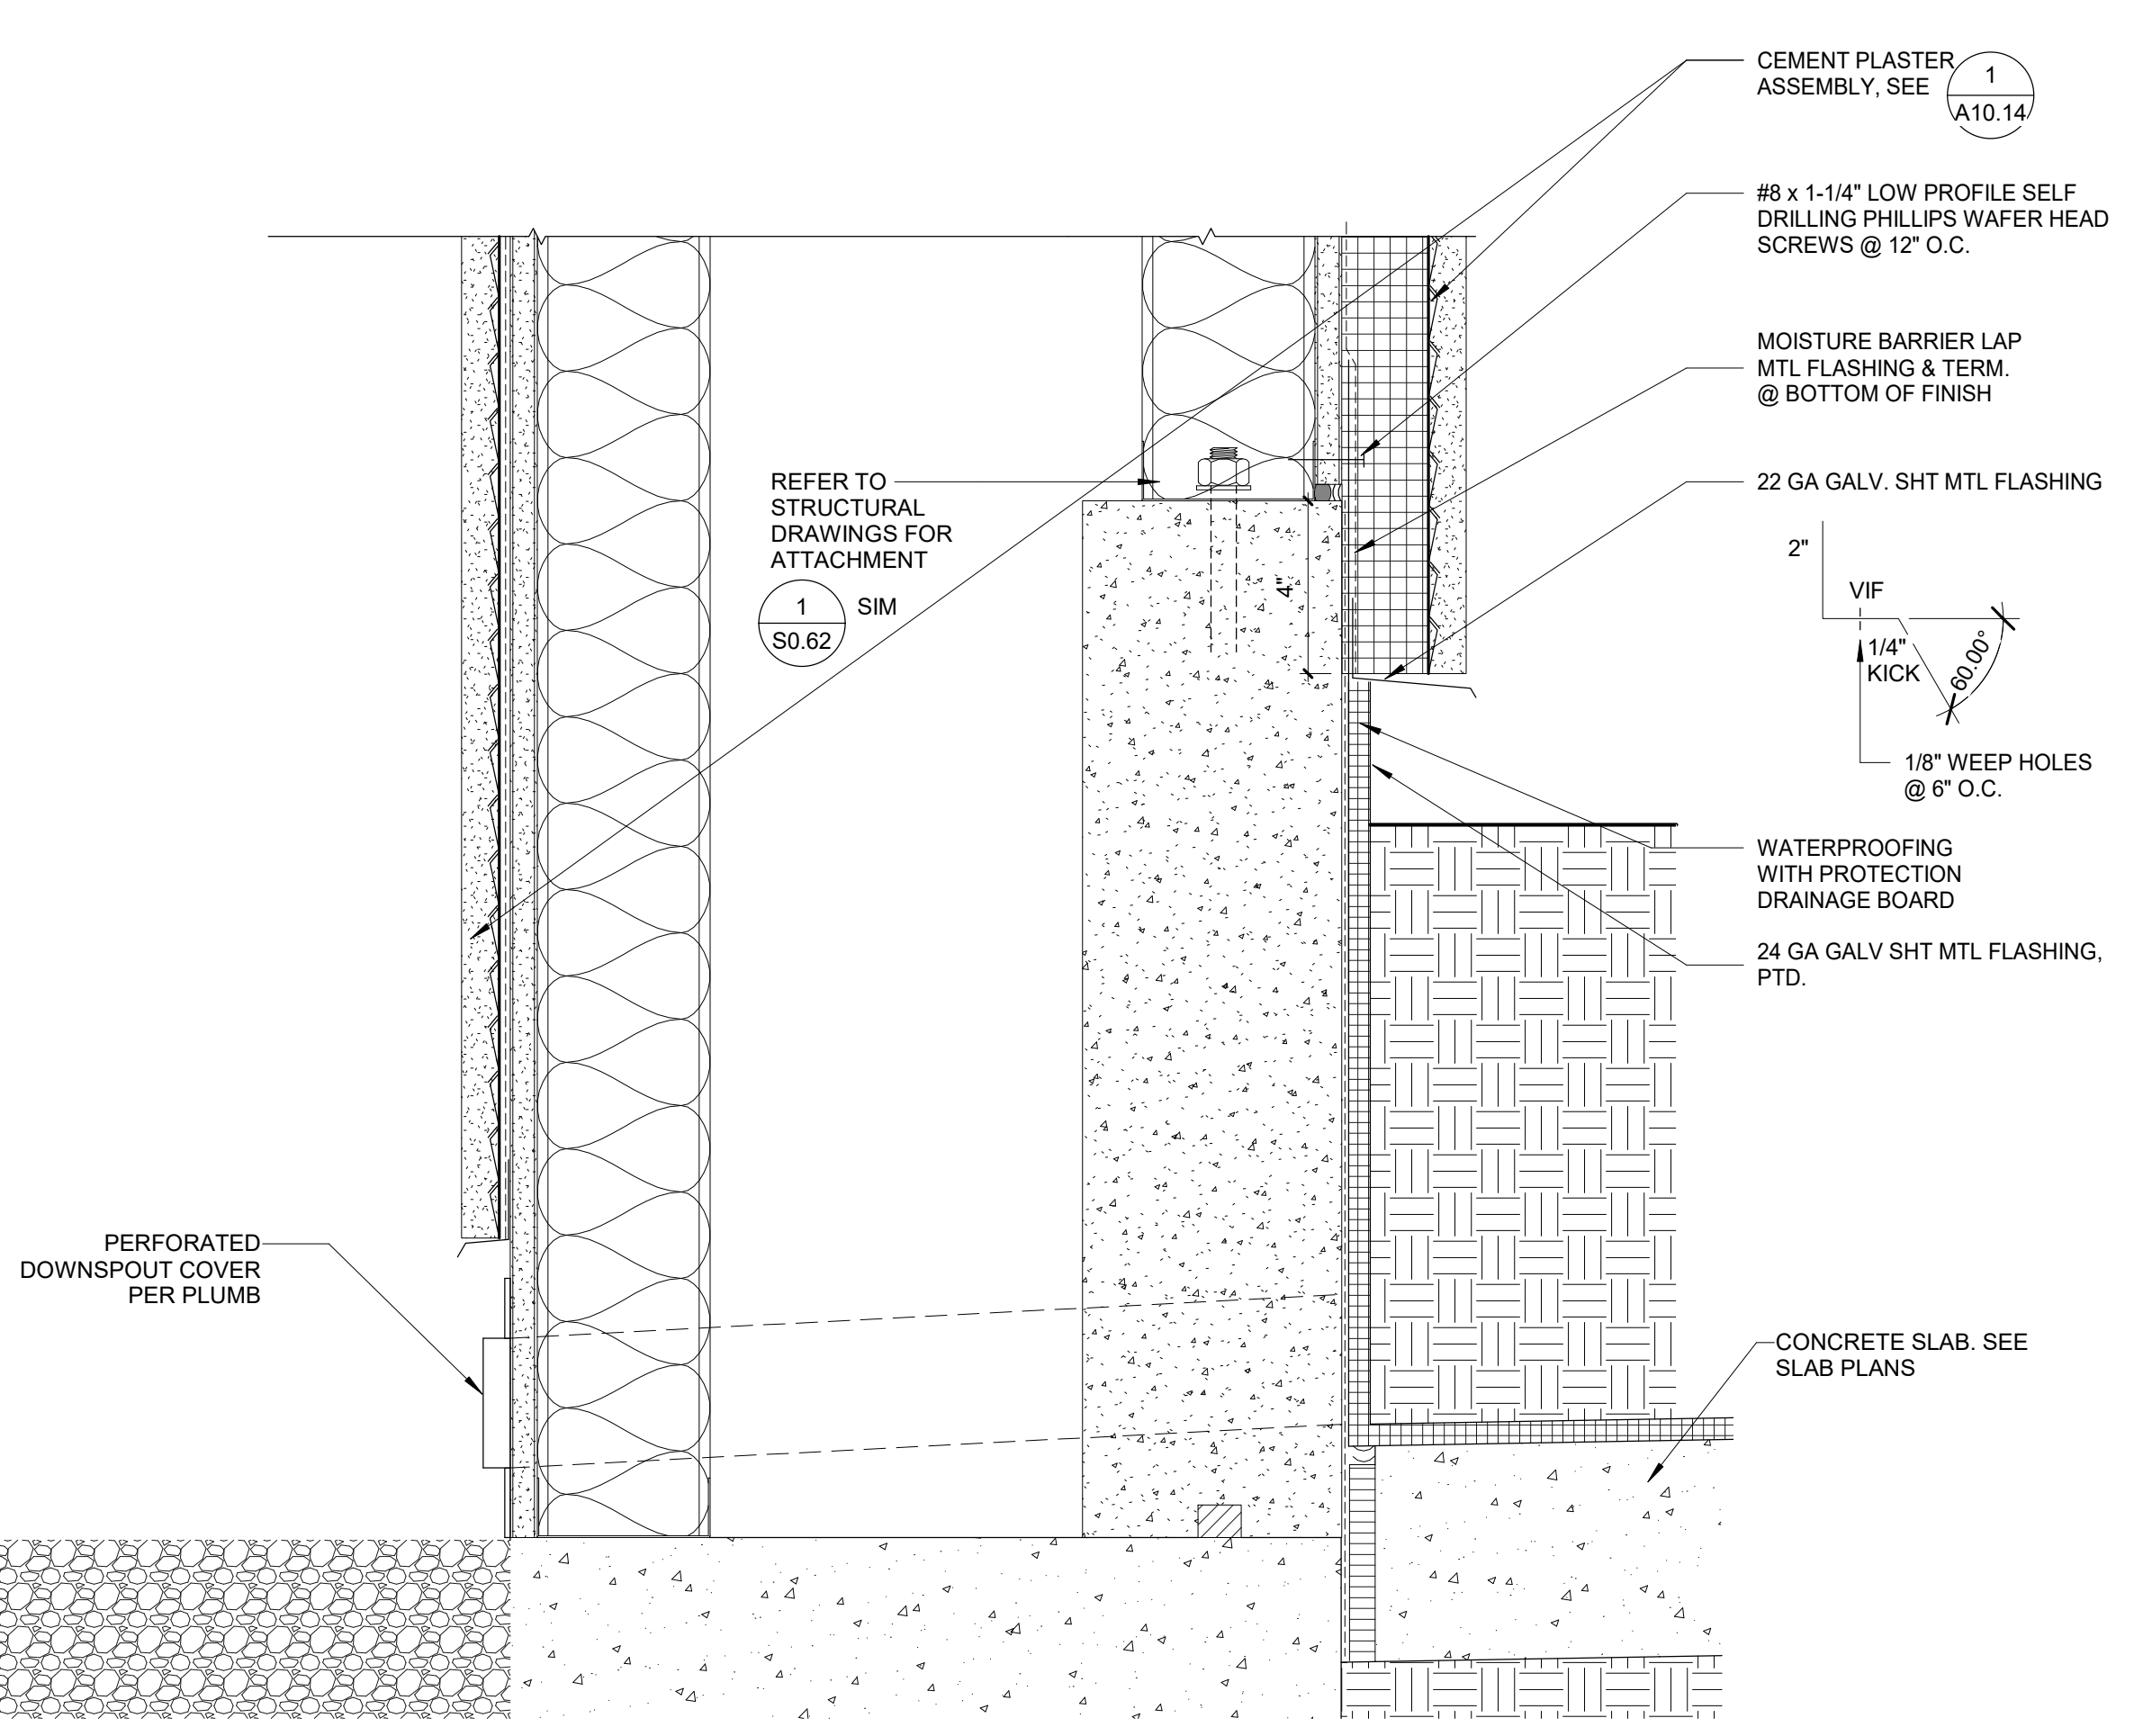 CEMENT PLASTER
ASSEMBLY, SEE
1
A10.14
#8 x 1-1/4" LOW PROFILE SELF
DRILLING PHILLIPS WAFER HEAD
SCREWS @ 12" O.C.
MOISTURE BARRIER LAP
MTL FLASHING & TERM.
@ BOTTOM OF FINISH
22 GA GALV. SHT MTL FLASHING
2"
VIF
1/4"
KICK
60.00°
1/8" WEEP HOLES
@ 6" O.C.
REFER TO
STRUCTURAL
DRAWINGS FOR
ATTACHMENT
1
S0.62
SIM
4"
WATERPROOFING
WITH PROTECTION
DRAINAGE BOARD
24 GA GALV SHT MTL FLASHING,
PTD.
PERFORATED
DOWNSPOUT COVER
PER PLUMB
CONCRETE SLAB. SEE
SLAB PLANS